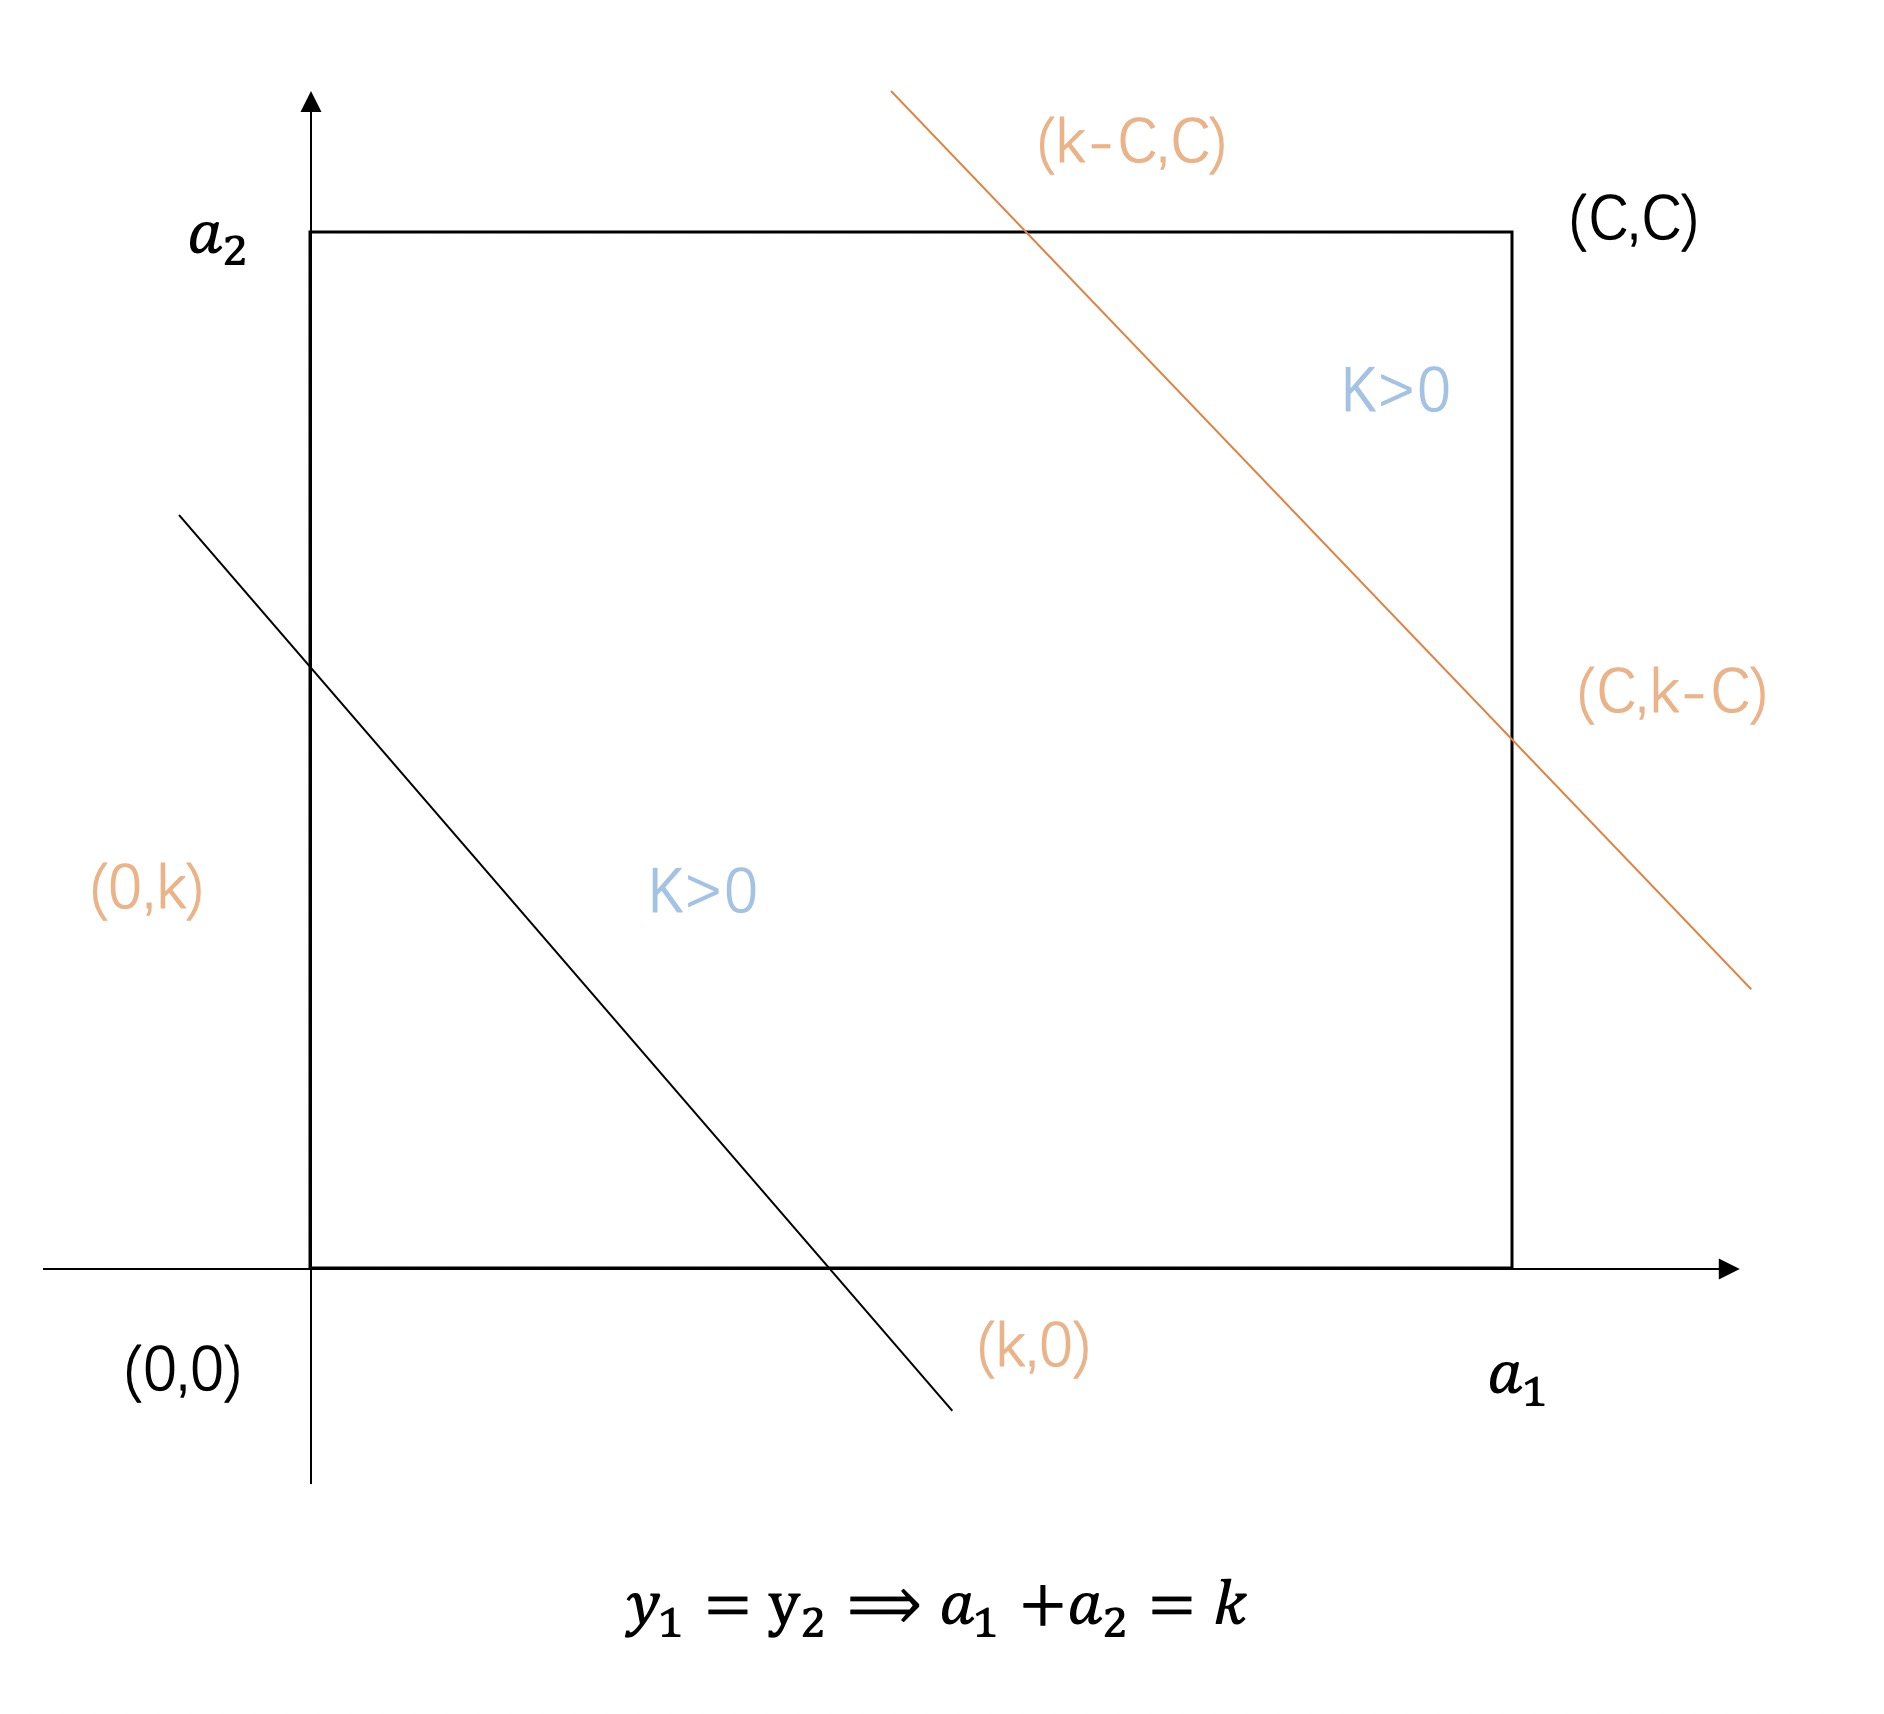 (k-C,C)
(C,C)
a₂
K>0
(C,k-C)
(0,k)
K>0
(k,0)
(0,0)
a₁
y₁ = y₂ ⟹ a₁ +a₂ = k